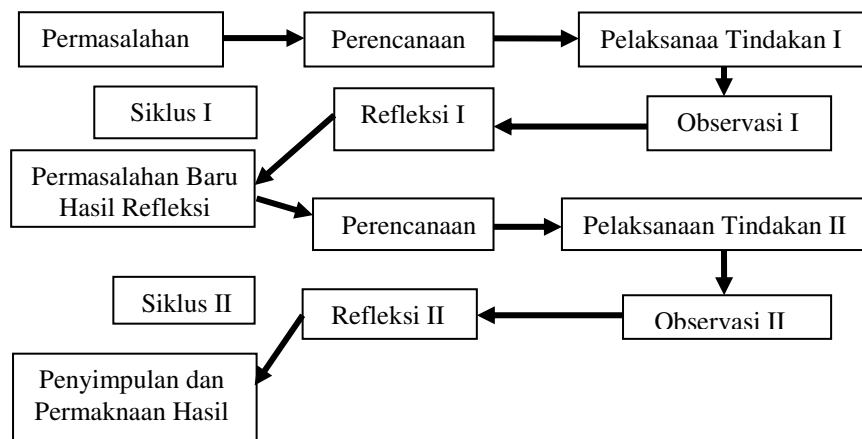 Permasalahan
Perencanaan
Pelaksanaa Tindakan I
Siklus I
Refleksi I
Observasi I
Permasalahan Baru
Hasil Refleksi
Perencanaan
Pelaksanaan Tindakan II
Siklus II
Refleksi II
Observasi II
Penyimpulan dan
Permaknaan Hasil